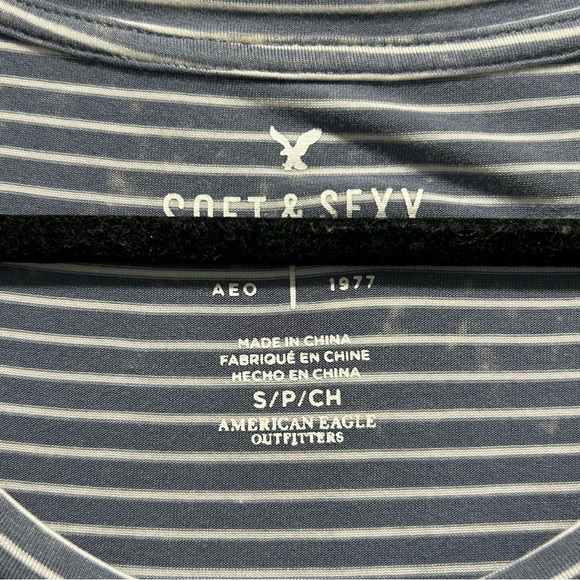 SOFT & SEXY
AEO | 1977
MADE IN CHINA
FABRIQUÉ EN CHINE
HECHO EN CHINA
S/P/CH
AMERICAN EAGLE
OUTFITTERS